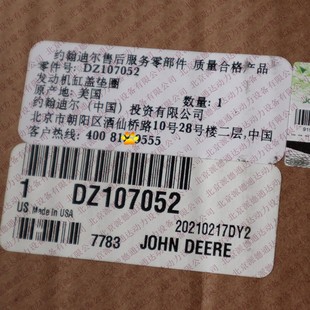 约翰迪尔售后服务零部件 质量合格产品
零件号: DZ107052
发动机缸盖垫圈
原产地: 美国 数量: 1
约翰迪尔（中国）投资有限公司
北京市朝阳区酒仙桥路10号28号楼二层,中国
客户热线: 400 81 9555
1 DZ107052
US Made in USA
20210217DY2
7783 JOHN DEERE